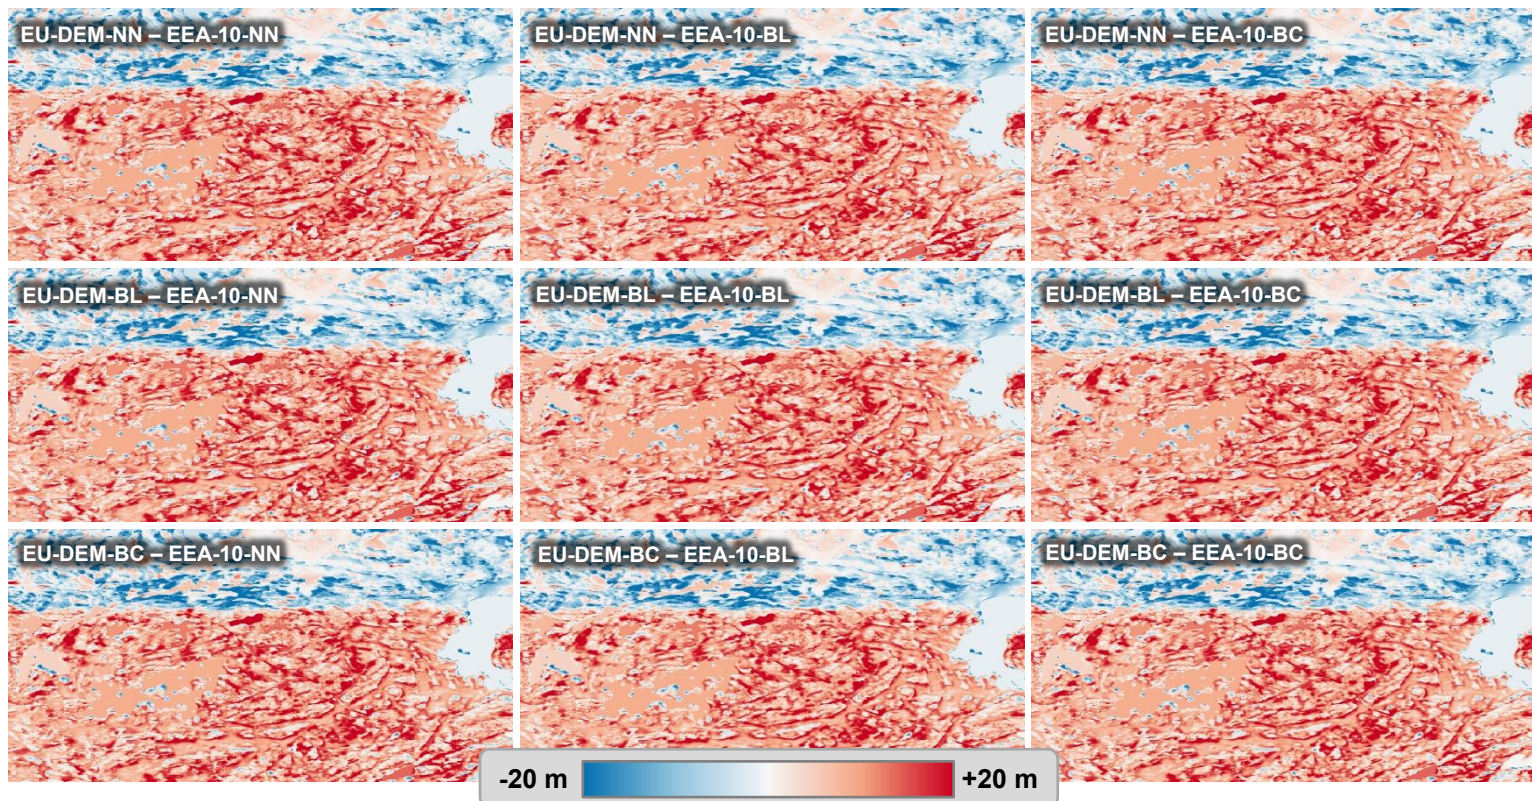 EU-DEM-NN – EEA-10-NN
EU-DEM-NN – EEA-10-BL
EU-DEM-NN – EEA-10-BC
EU-DEM-BL – EEA-10-NN
EU-DEM-BL – EEA-10-BL
EU-DEM-BL – EEA-10-BC
EU-DEM-BC – EEA-10-NN
EU-DEM-BC – EEA-10-BL
EU-DEM-BC – EEA-10-BC
-20 m +20 m